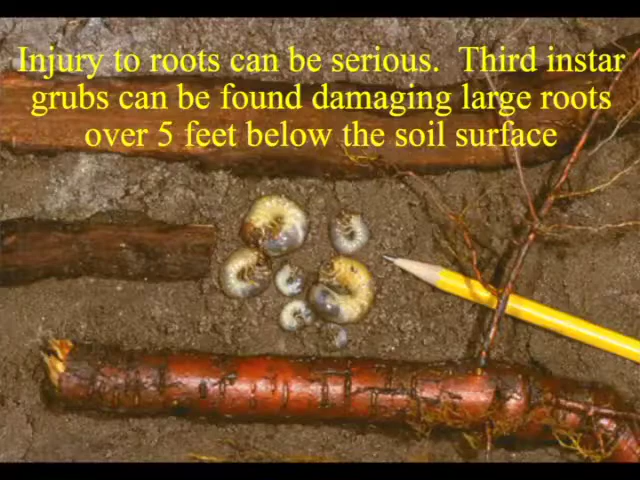 Injury to roots can be serious.  Third instar
grubs can be found damaging large roots
over 5 feet below the soil surface